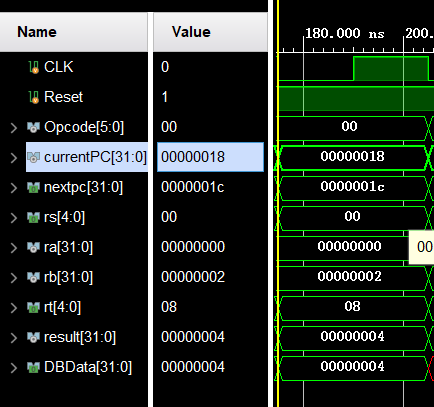 Name Value 180.000 ns 200.
CLK 0
Reset 1
Opcode[5:0] 00 00
currentPC[31:0] 00000018 00000018
nextpc[31:0] 0000001c 0000001c
rs[4:0] 00 00
ra[31:0] 00000000 00000000 00
rb[31:0] 00000002 00000002
rt[4:0] 08 08
result[31:0] 00000004 00000004
DBData[31:0] 00000004 00000004